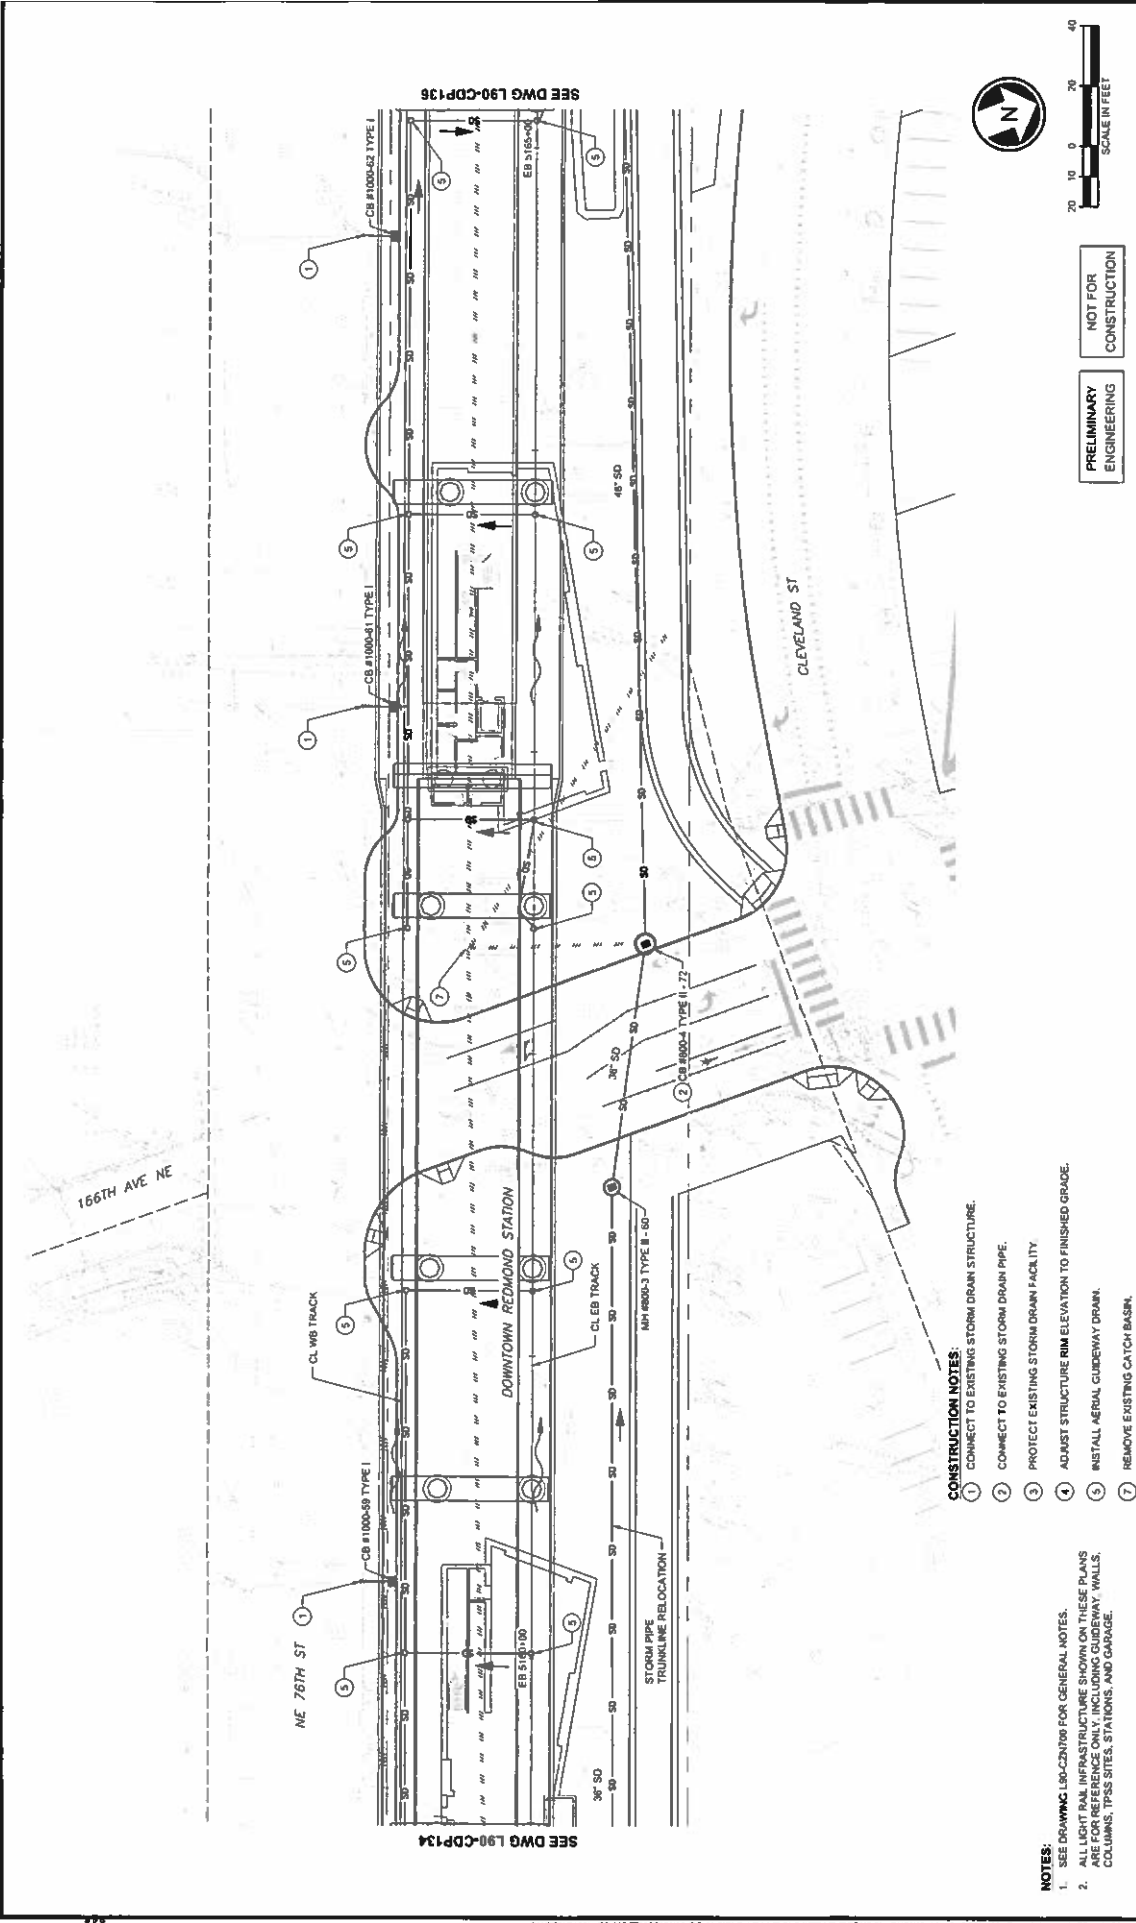 SEE DWG L90-CDP134
SEE DWG L90-CDP136
NE 76TH ST
166TH AVE NE
CLEVELAND ST
DOWNTOWN REDMOND STATION
CL WB TRACK
CL EB TRACK
CB #1000-59 TYPE I
CB #1000-61 TYPE I
CB #1000-62 TYPE I
EB 5160+00
EB 5165+00
36" SD
36" SD
48" SD
STORM PIPE
TRUNKLINE RELOCATION
MH #800-3 TYPE II - 60
2 CB #800-4 TYPE II - 72
NOTES:
1. SEE DRAWING L90-CZN700 FOR GENERAL NOTES.
2. ALL LIGHT RAIL INFRASTRUCTURE SHOWN ON THESE PLANS
ARE FOR REFERENCE ONLY, INCLUDING GUIDEWAY, WALLS,
COLUMNS, TPSS SITES, STATIONS, AND GARAGE.
CONSTRUCTION NOTES:
1 CONNECT TO EXISTING STORM DRAIN STRUCTURE.
2 CONNECT TO EXISTING STORM DRAIN PIPE.
3 PROTECT EXISTING STORM DRAIN FACILITY.
4 ADJUST STRUCTURE RIM ELEVATION TO FINISHED GRADE.
5 INSTALL AERIAL GUIDEWAY DRAIN.
7 REMOVE EXISTING CATCH BASIN.
PRELIMINARY
ENGINEERING
NOT FOR
CONSTRUCTION
N
20 10 0 20 40
SCALE IN FEET